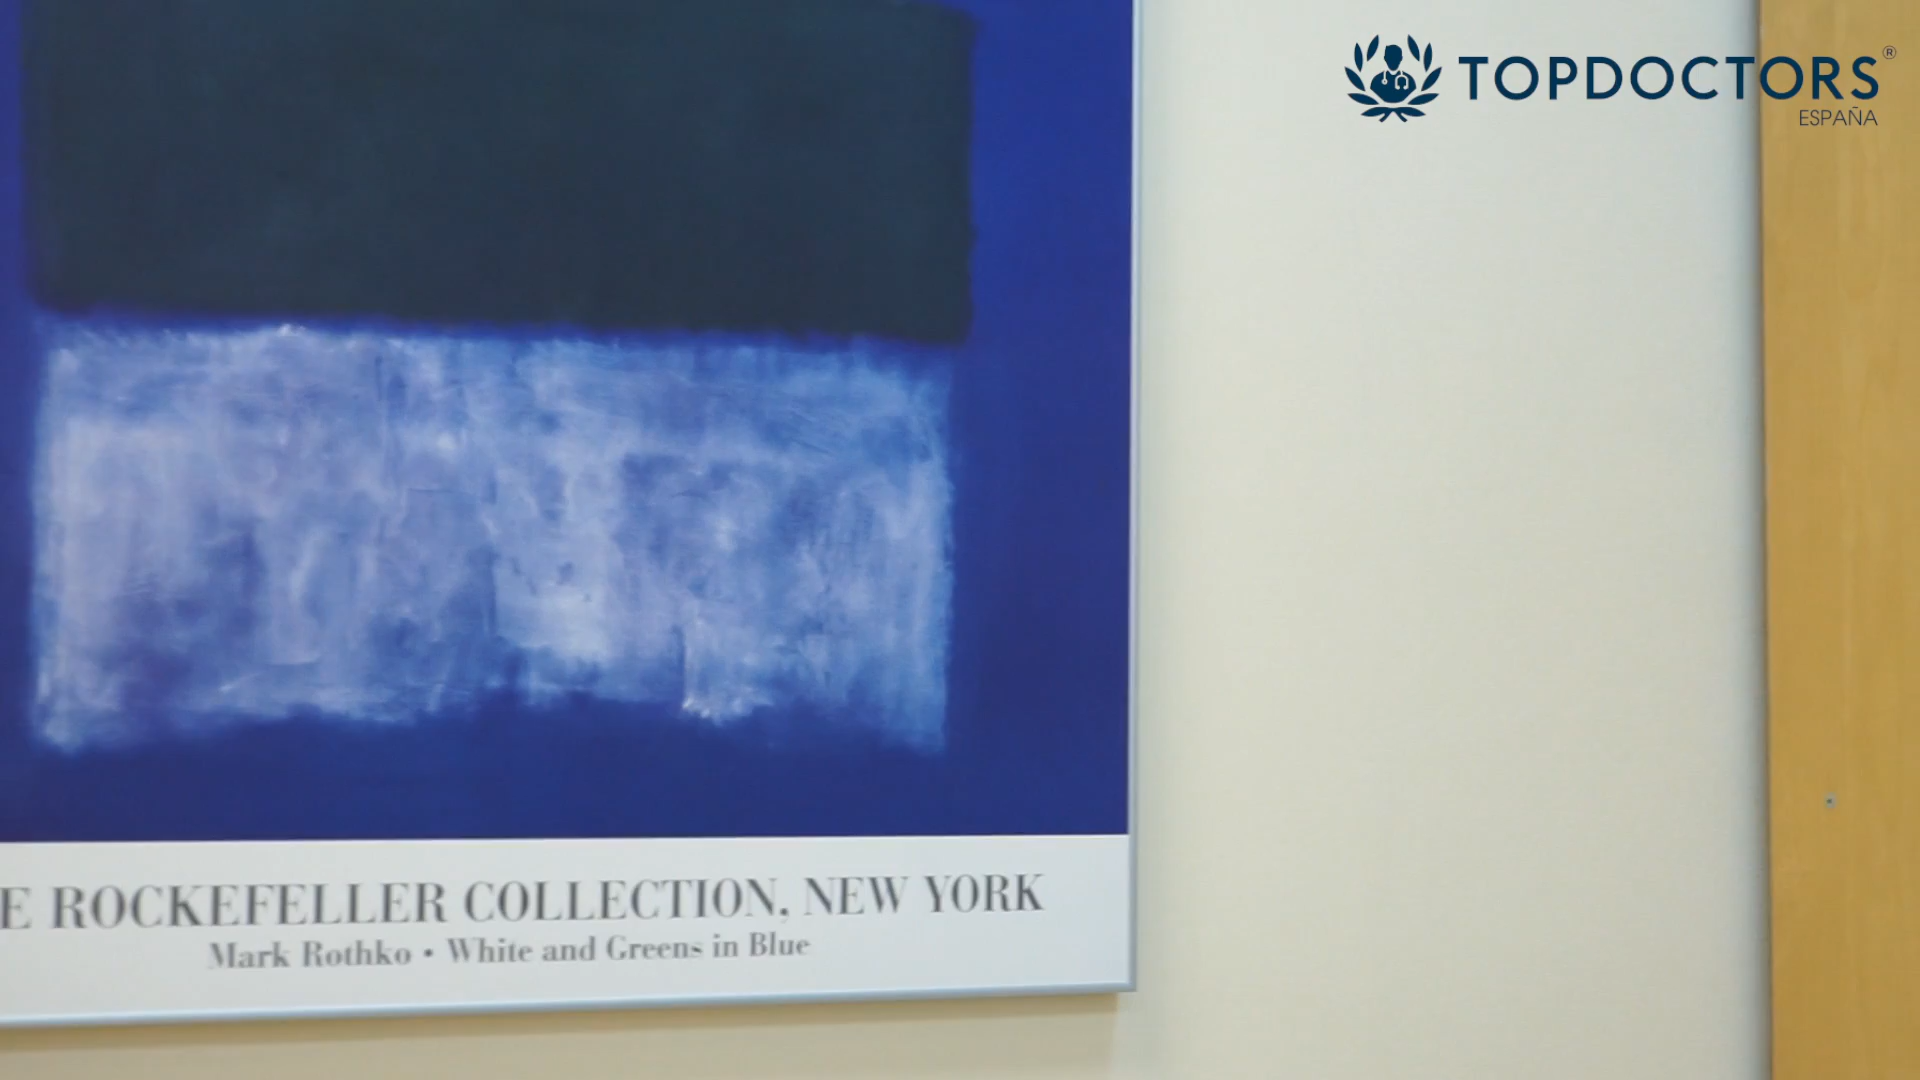 TOPDOCTORS®
ESPAÑA
E ROCKEFELLER COLLECTION, NEW YORK
Mark Rothko • White and Greens in Blue